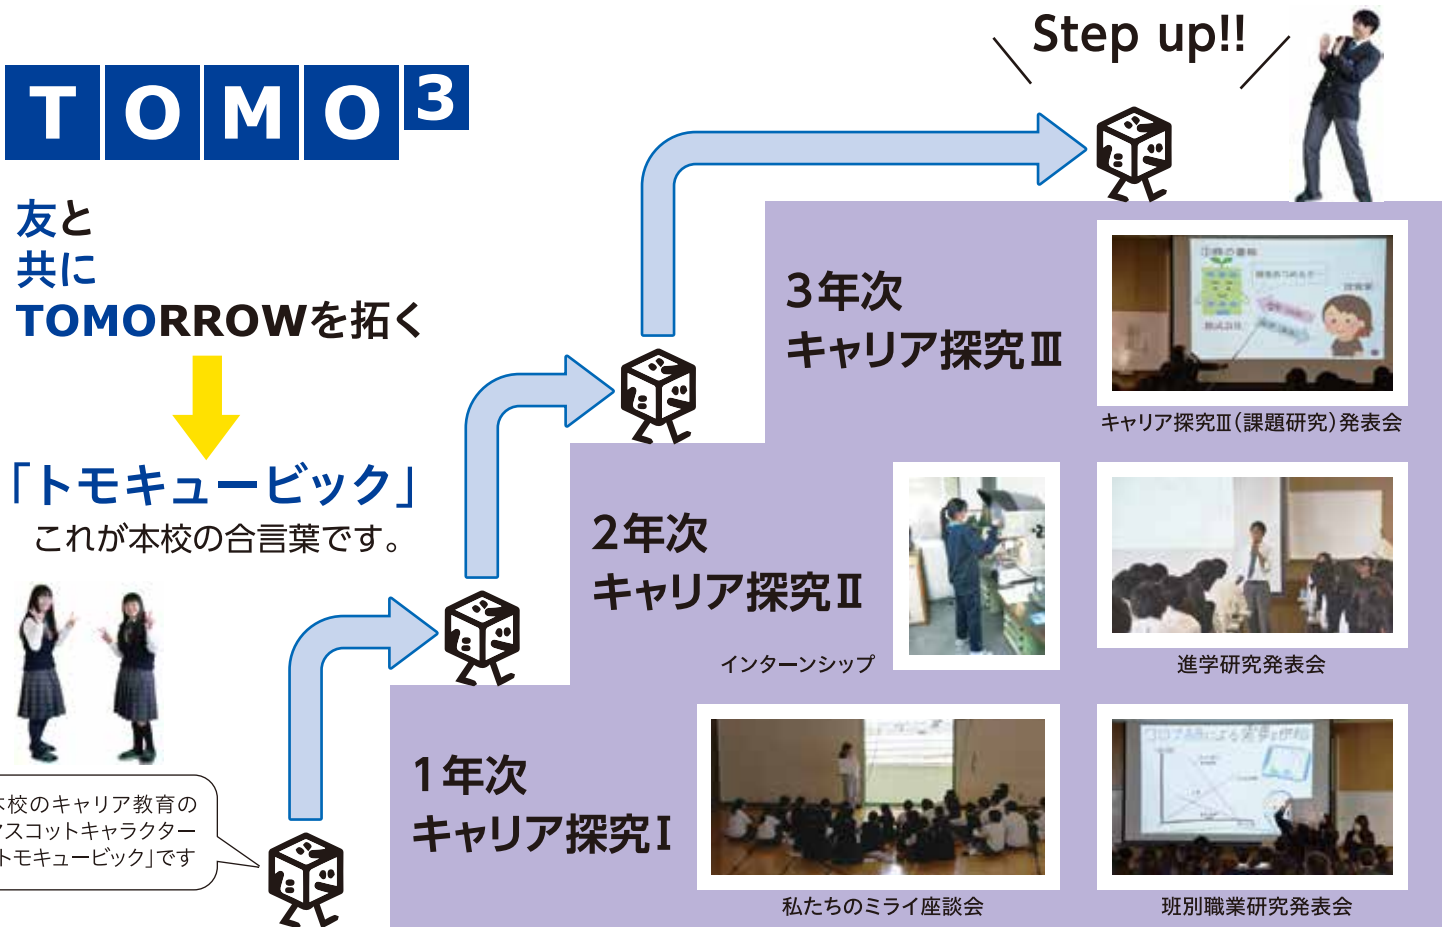 TOMO³
Step up!!
友と
共に
TOMORROWを拓く
「トモキュービック」
これが本校の合言葉です。
3年次
キャリア探究Ⅲ
キャリア探究Ⅲ（課題研究）発表会
2年次
キャリア探究Ⅱ
インターンシップ
進学研究発表会
1年次
キャリア探究Ⅰ
私たちのミライ座談会
班別職業研究発表会
校のキャリア教育の
スコットキャラクター
トモキュービック」です